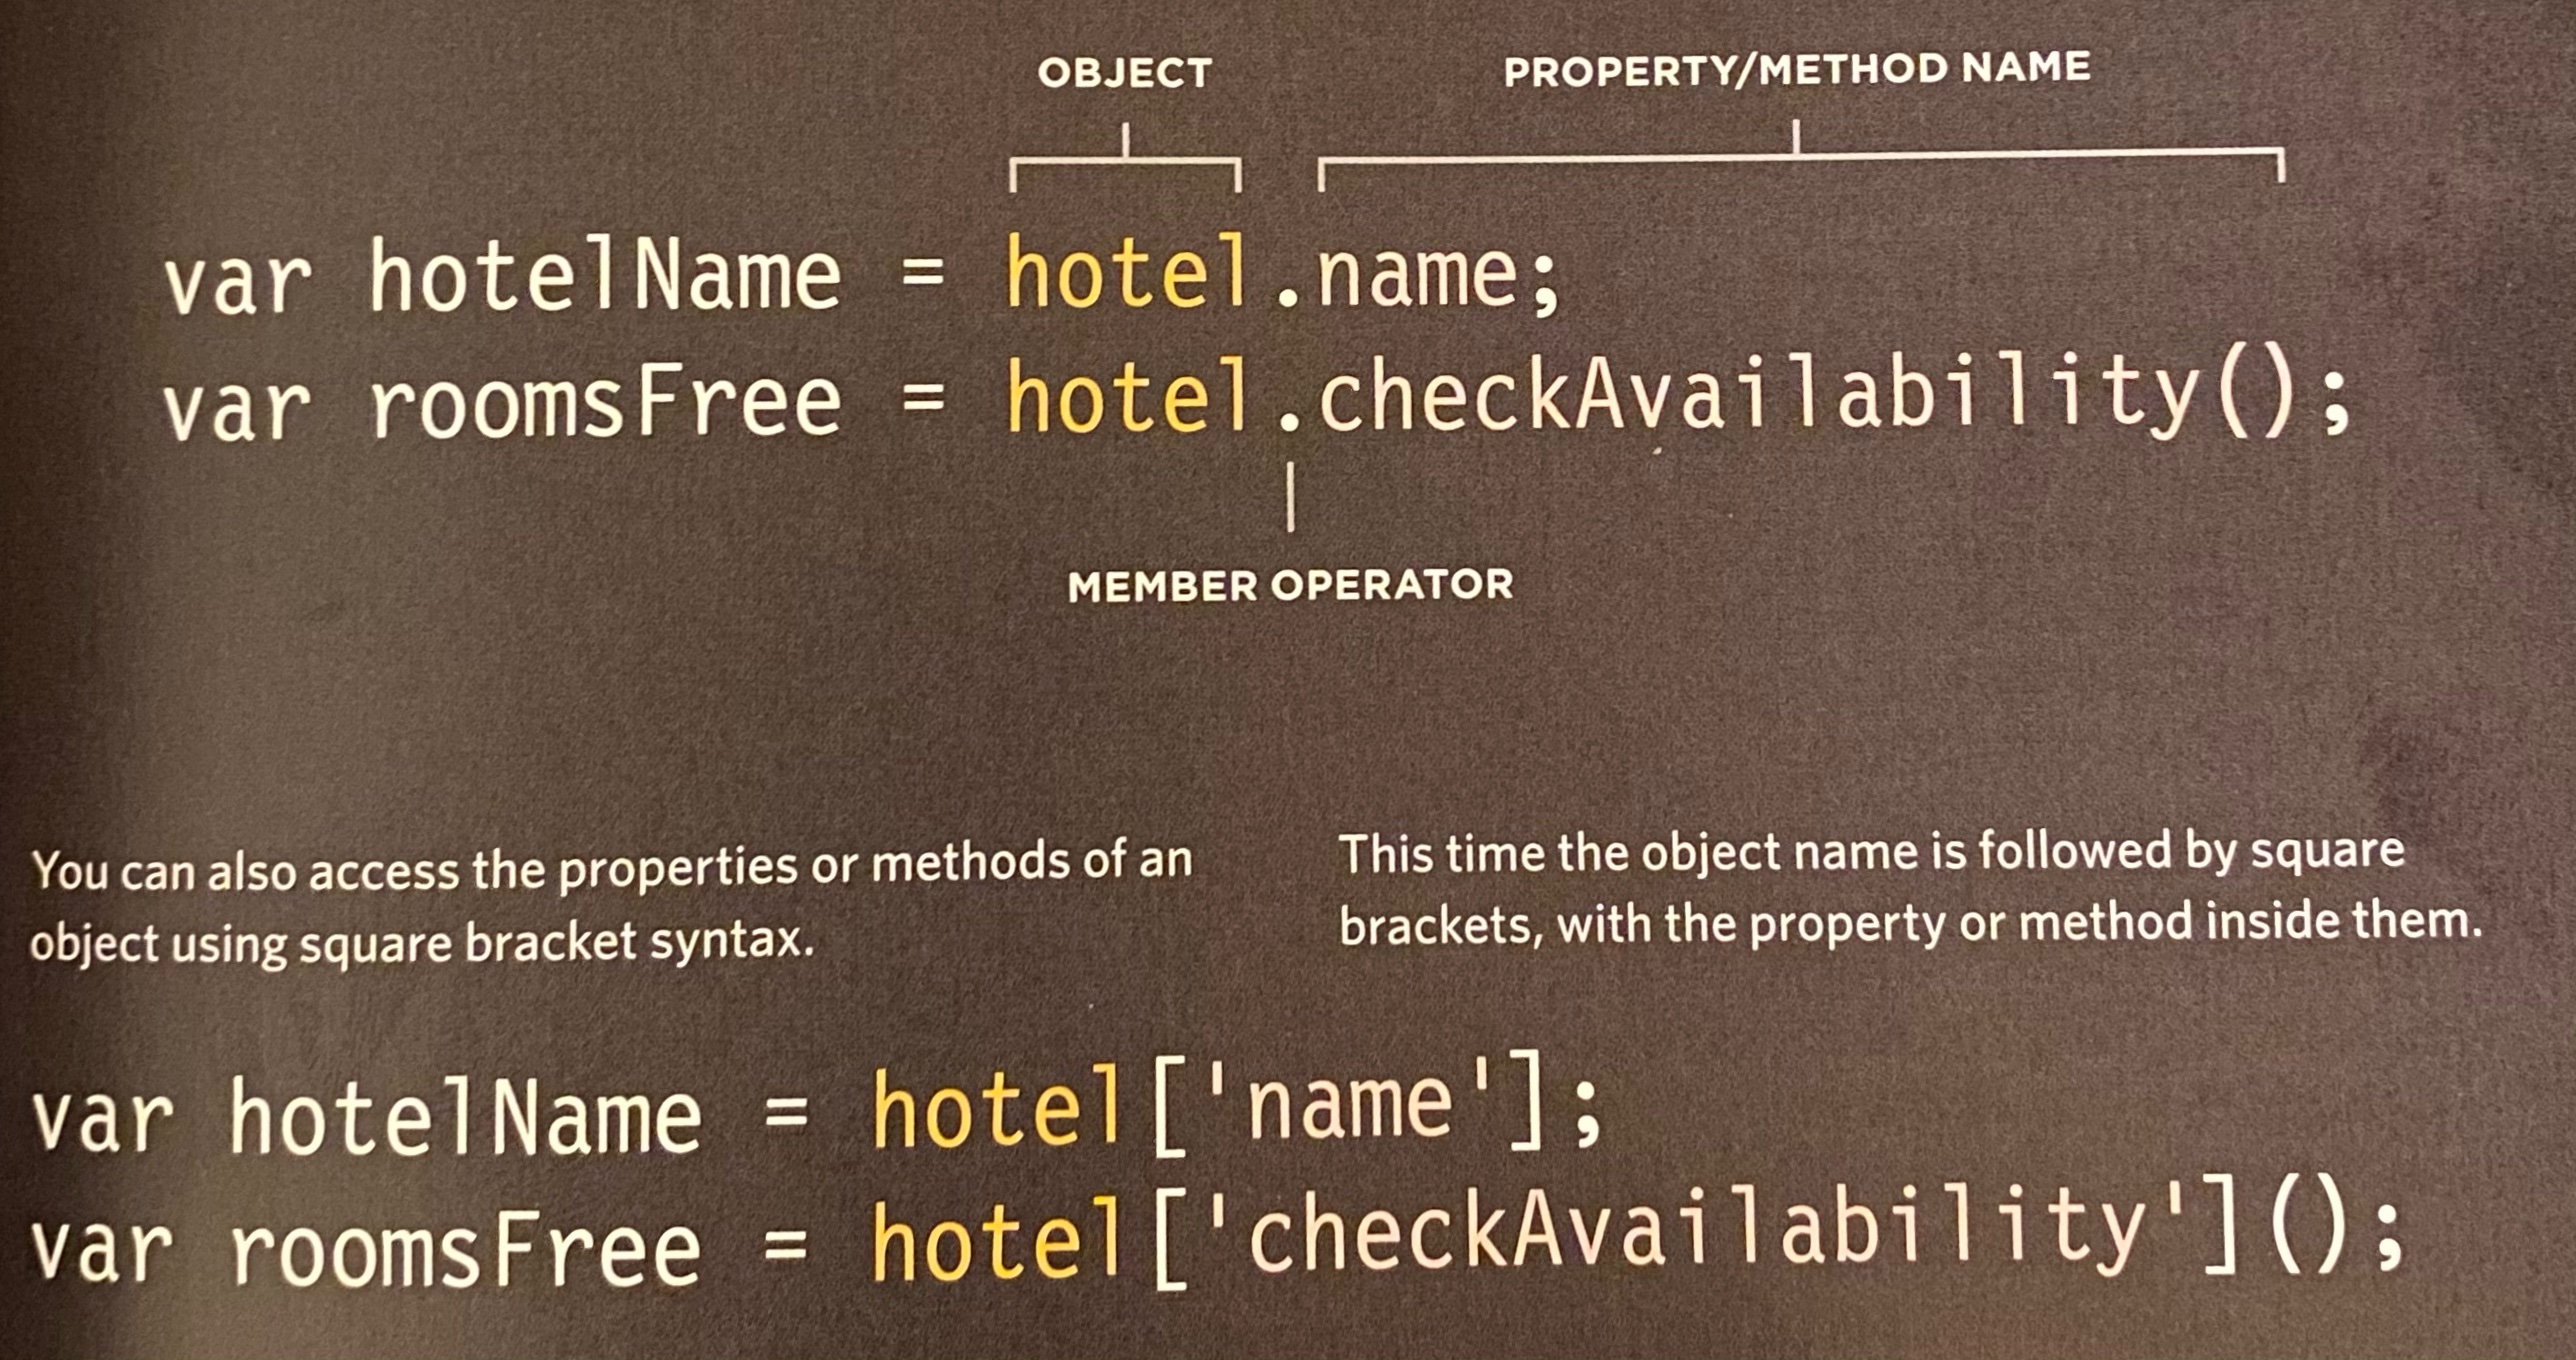 OBJECT PROPERTY/METHOD NAME
var hotelName = hotel.name;
var roomsFree = hotel.checkAvailability();
MEMBER OPERATOR
You can also access the properties or methods of an
object using square bracket syntax.
This time the object name is followed by square
brackets, with the property or method inside them.
var hotelName = hotel['name'];
var roomsFree = hotel['checkAvailability']();